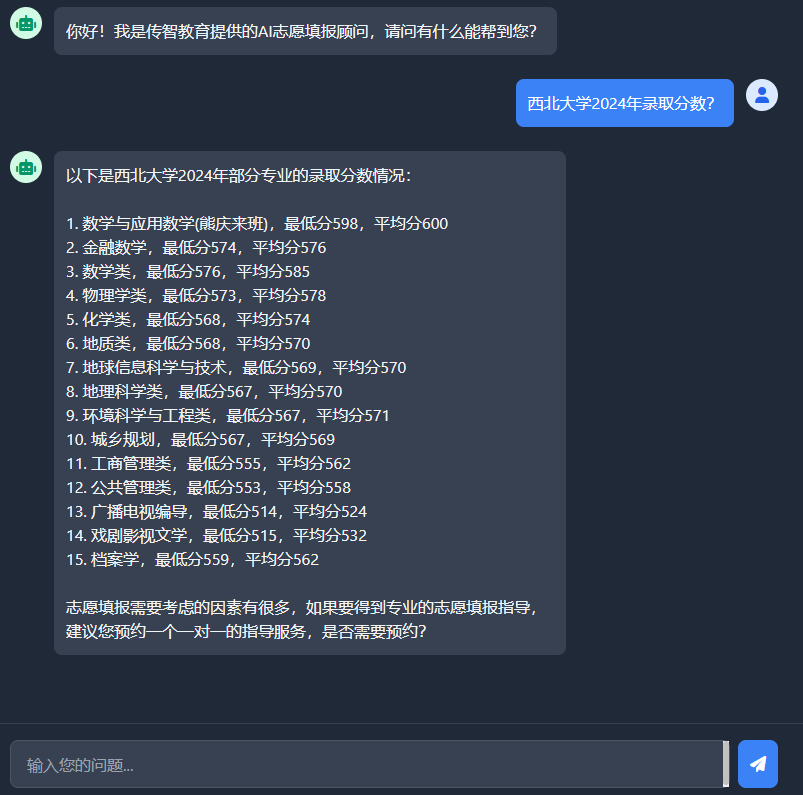 你好！我是传智教育提供的AI志愿填报顾问，请问有什么能帮到您？
西北大学2024年录取分数？
以下是西北大学2024年部分专业的录取分数情况：
1. 数学与应用数学(熊庆来班)，最低分598，平均分600
2. 金融数学，最低分574，平均分576
3. 数学类，最低分576，平均分585
4. 物理学类，最低分573，平均分578
5. 化学类，最低分568，平均分574
6. 地质类，最低分568，平均分570
7. 地球信息科学与技术，最低分569，平均分570
8. 地理科学类，最低分567，平均分570
9. 环境科学与工程类，最低分567，平均分571
10. 城乡规划，最低分567，平均分569
11. 工商管理类，最低分555，平均分562
12. 公共管理类，最低分553，平均分558
13. 广播电视编导，最低分514，平均分524
14. 戏剧影视文学，最低分515，平均分532
15. 档案学，最低分559，平均分562
志愿填报需要考虑的因素有很多，如果要得到专业的志愿填报指导，
建议您预约一个一对一的指导服务，是否需要预约？
输入您的问题...